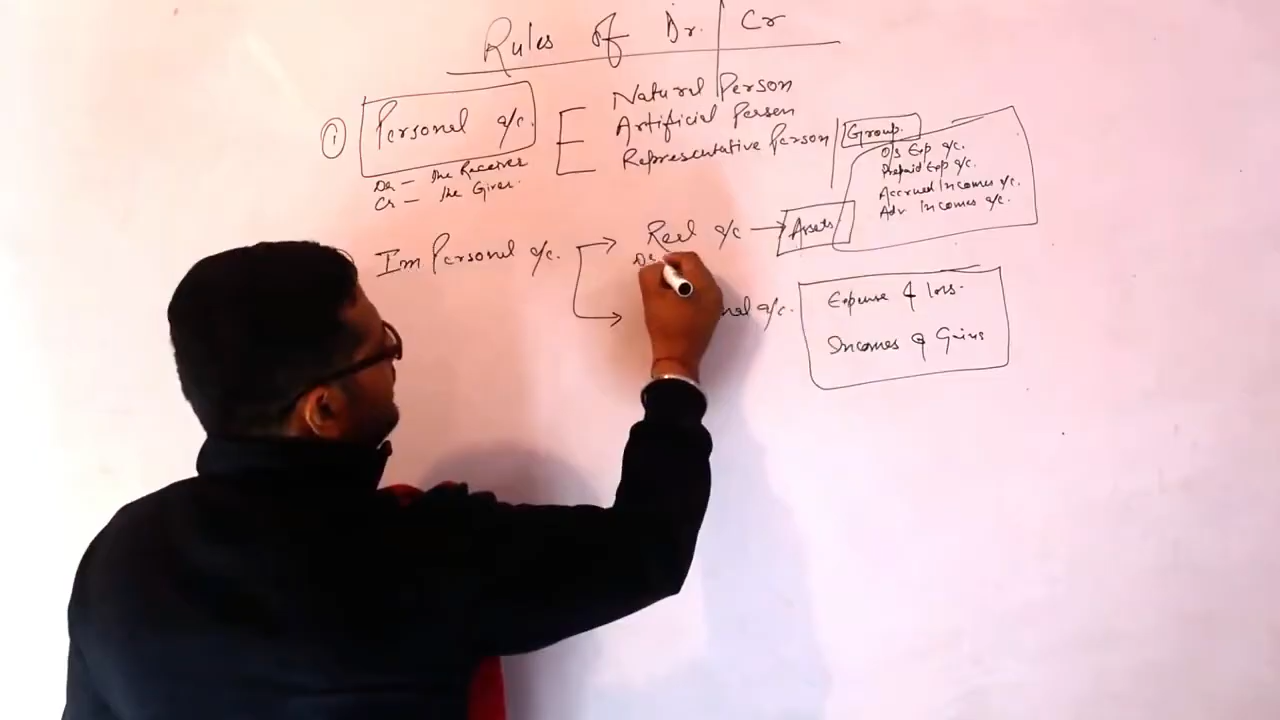 Rules of Dr. Cr
① Personal a/c.
Dr — the Receiver
Cr — the Giver.
Natural Person
Artificial Person
Representative Person
Group.
O/s Exp a/c.
Prepaid Exp a/c.
Accrued Incomes a/c.
Adv Incomes a/c.
Im Personal a/c.
Real a/c → Assets
Dr
nal a/c.
Expense & loss.
Incomes & Gains